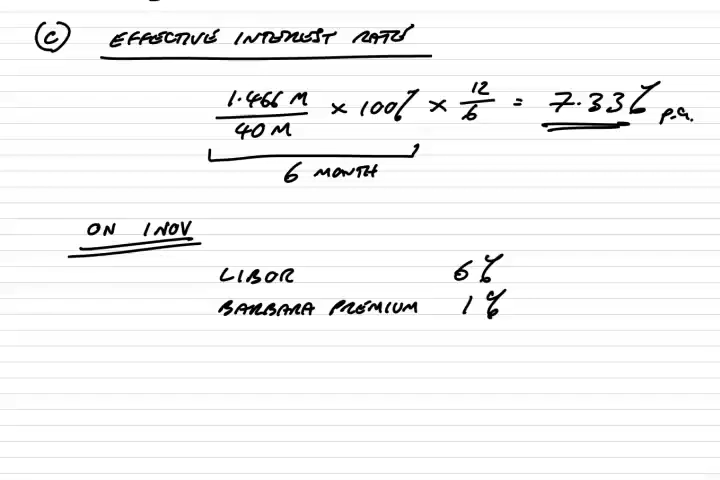 (c) EFFECTIVE INTEREST RATE
1.466 M / 40 M × 100% × 12/6 = 7.33% p.a.
6 MONTH
ON 1 NOV
LIBOR 6%
BARBARA PREMIUM 1%